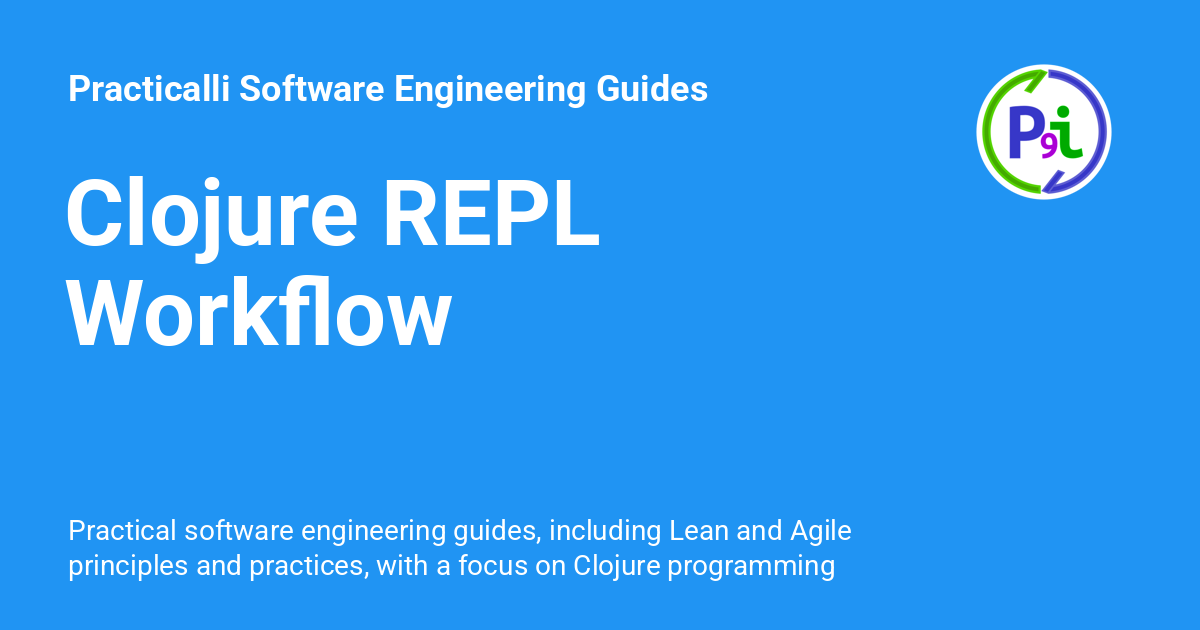 Practicalli Software Engineering Guides
P9i
Clojure REPL
Workflow
Practical software engineering guides, including Lean and Agile
principles and practices, with a focus on Clojure programming